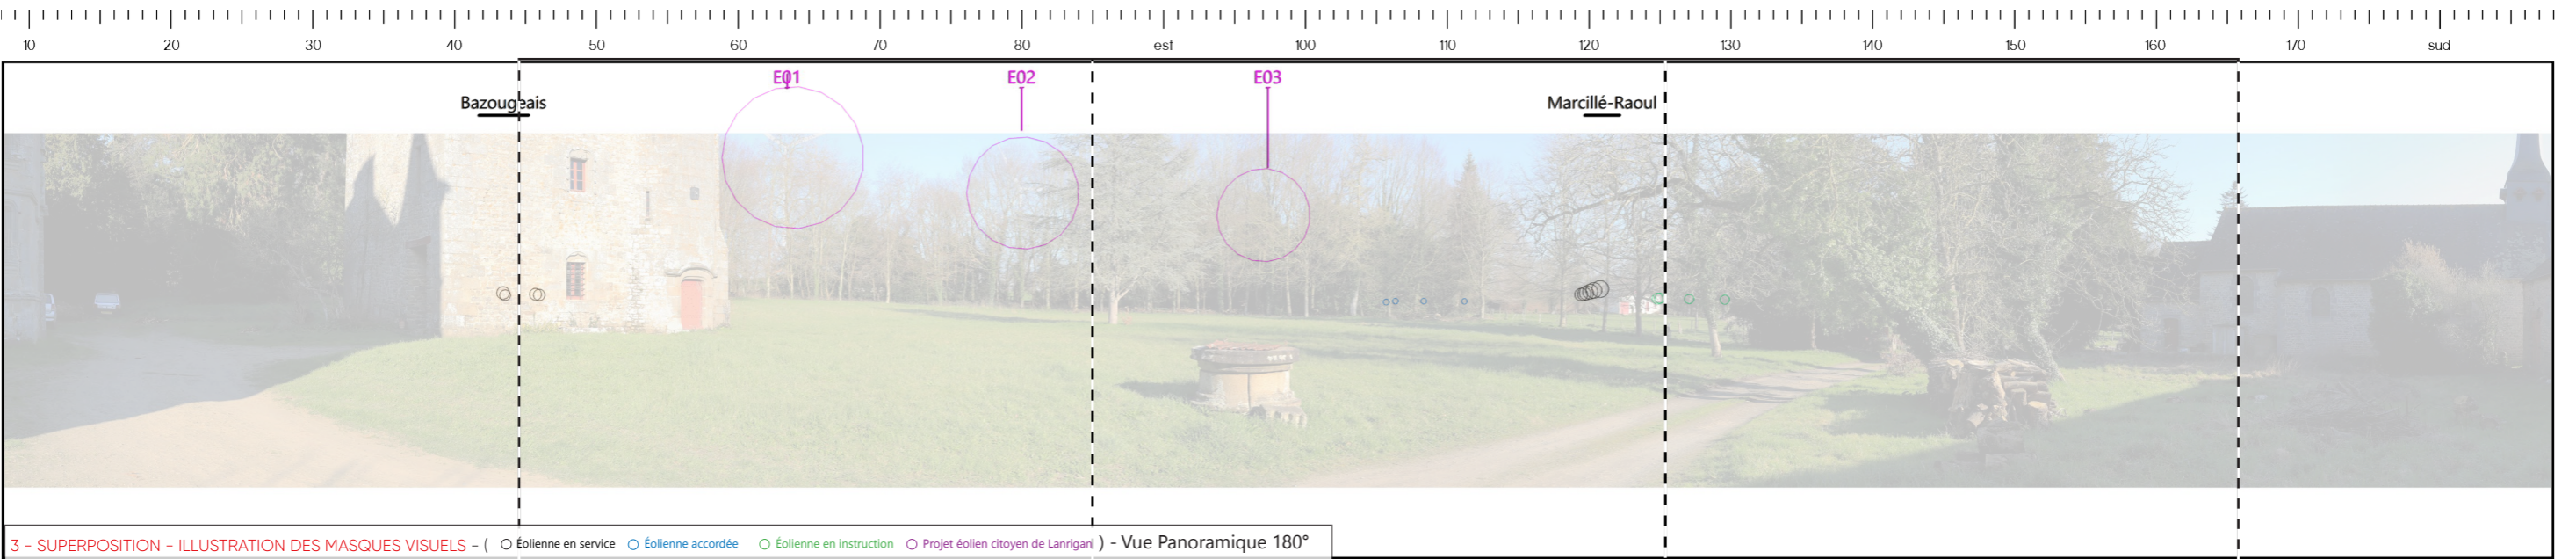 10 20 30 40 50 60 70 80 est 100 110 120 130 140 150 160 170 sud
E01 E02 E03
Bazougeais Marcillé-Raoul
3 - SUPERPOSITION - ILLUSTRATION DES MASQUES VISUELS - ( Éolienne en service Éolienne accordée Éolienne en instruction Projet éolien citoyen de Lanrigan ) - Vue Panoramique 180°